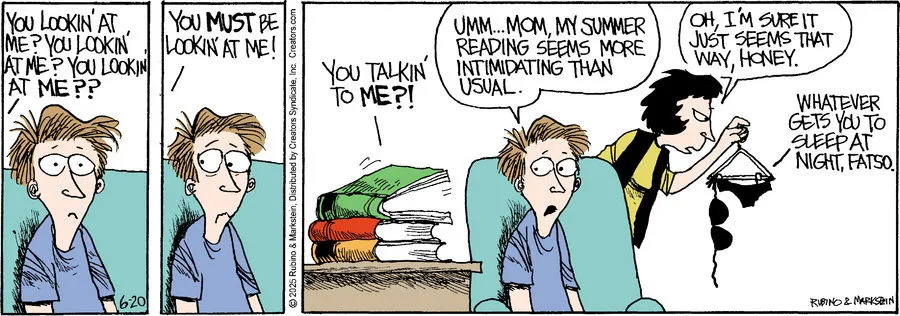 YOU LOOKIN' AT
ME? YOU LOOKIN'
AT ME? YOU LOOKIN'
AT ME??
6-20
YOU MUST BE
LOOKIN' AT ME!
© 2025 Rubino & Markstein, Distributed by Creators Syndicate, Inc. Creators.com
YOU TALKIN'
TO ME?!
UMM...MOM, MY SUMMER
READING SEEMS MORE
INTIMIDATING THAN
USUAL.
OH, I'M SURE IT
JUST SEEMS THAT
WAY, HONEY.
WHATEVER
GETS YOU TO
SLEEP AT
NIGHT, FATSO.
RUBINO & MARKSTEIN